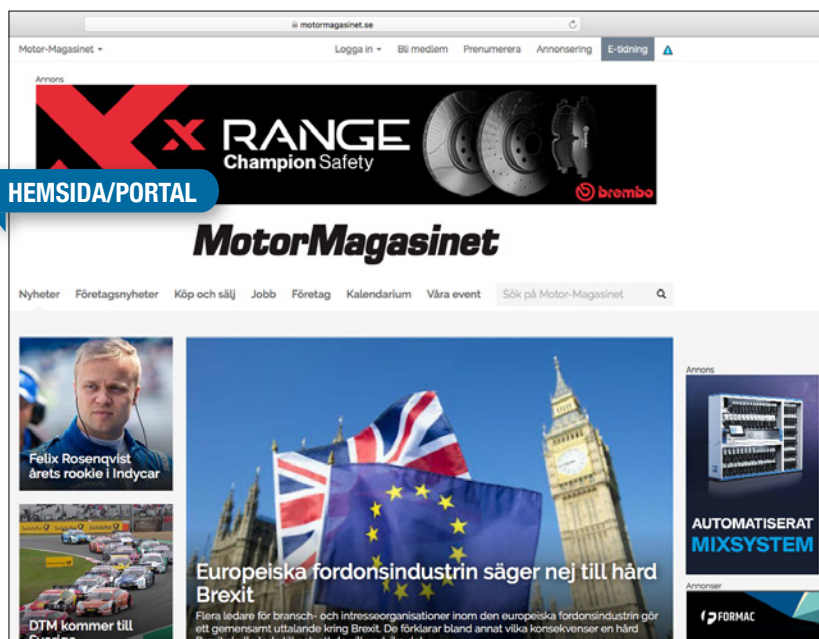 motormagasinet.se
Motor-Magasinet
Logga in
Bli medlem
Prenumerera
Annonsering
E-tidning
Annons
X RANGE
Champion Safety
brembo
HEMSIDA/PORTAL
MotorMagasinet
Nyheter
Företagsnyheter
Köp och sälj
Jobb
Företag
Kalendarium
Våra event
Sök på Motor-Magasinet
Felix Rosenqvist
årets rookie i Indycar
DTM kommer till
Sverige
Europeiska fordonsindustrin säger nej till hård
Brexit
Flera ledare för bransch- och intresseorganisationer inom den europeiska fordonsindustrin gör
ett gemensamt uttalande kring Brexit. De förklarar bland annat vilka konsekvenser en hård
Annons
AUTOMATISERAT
MIXSYSTEM
Annonser
FORMAC